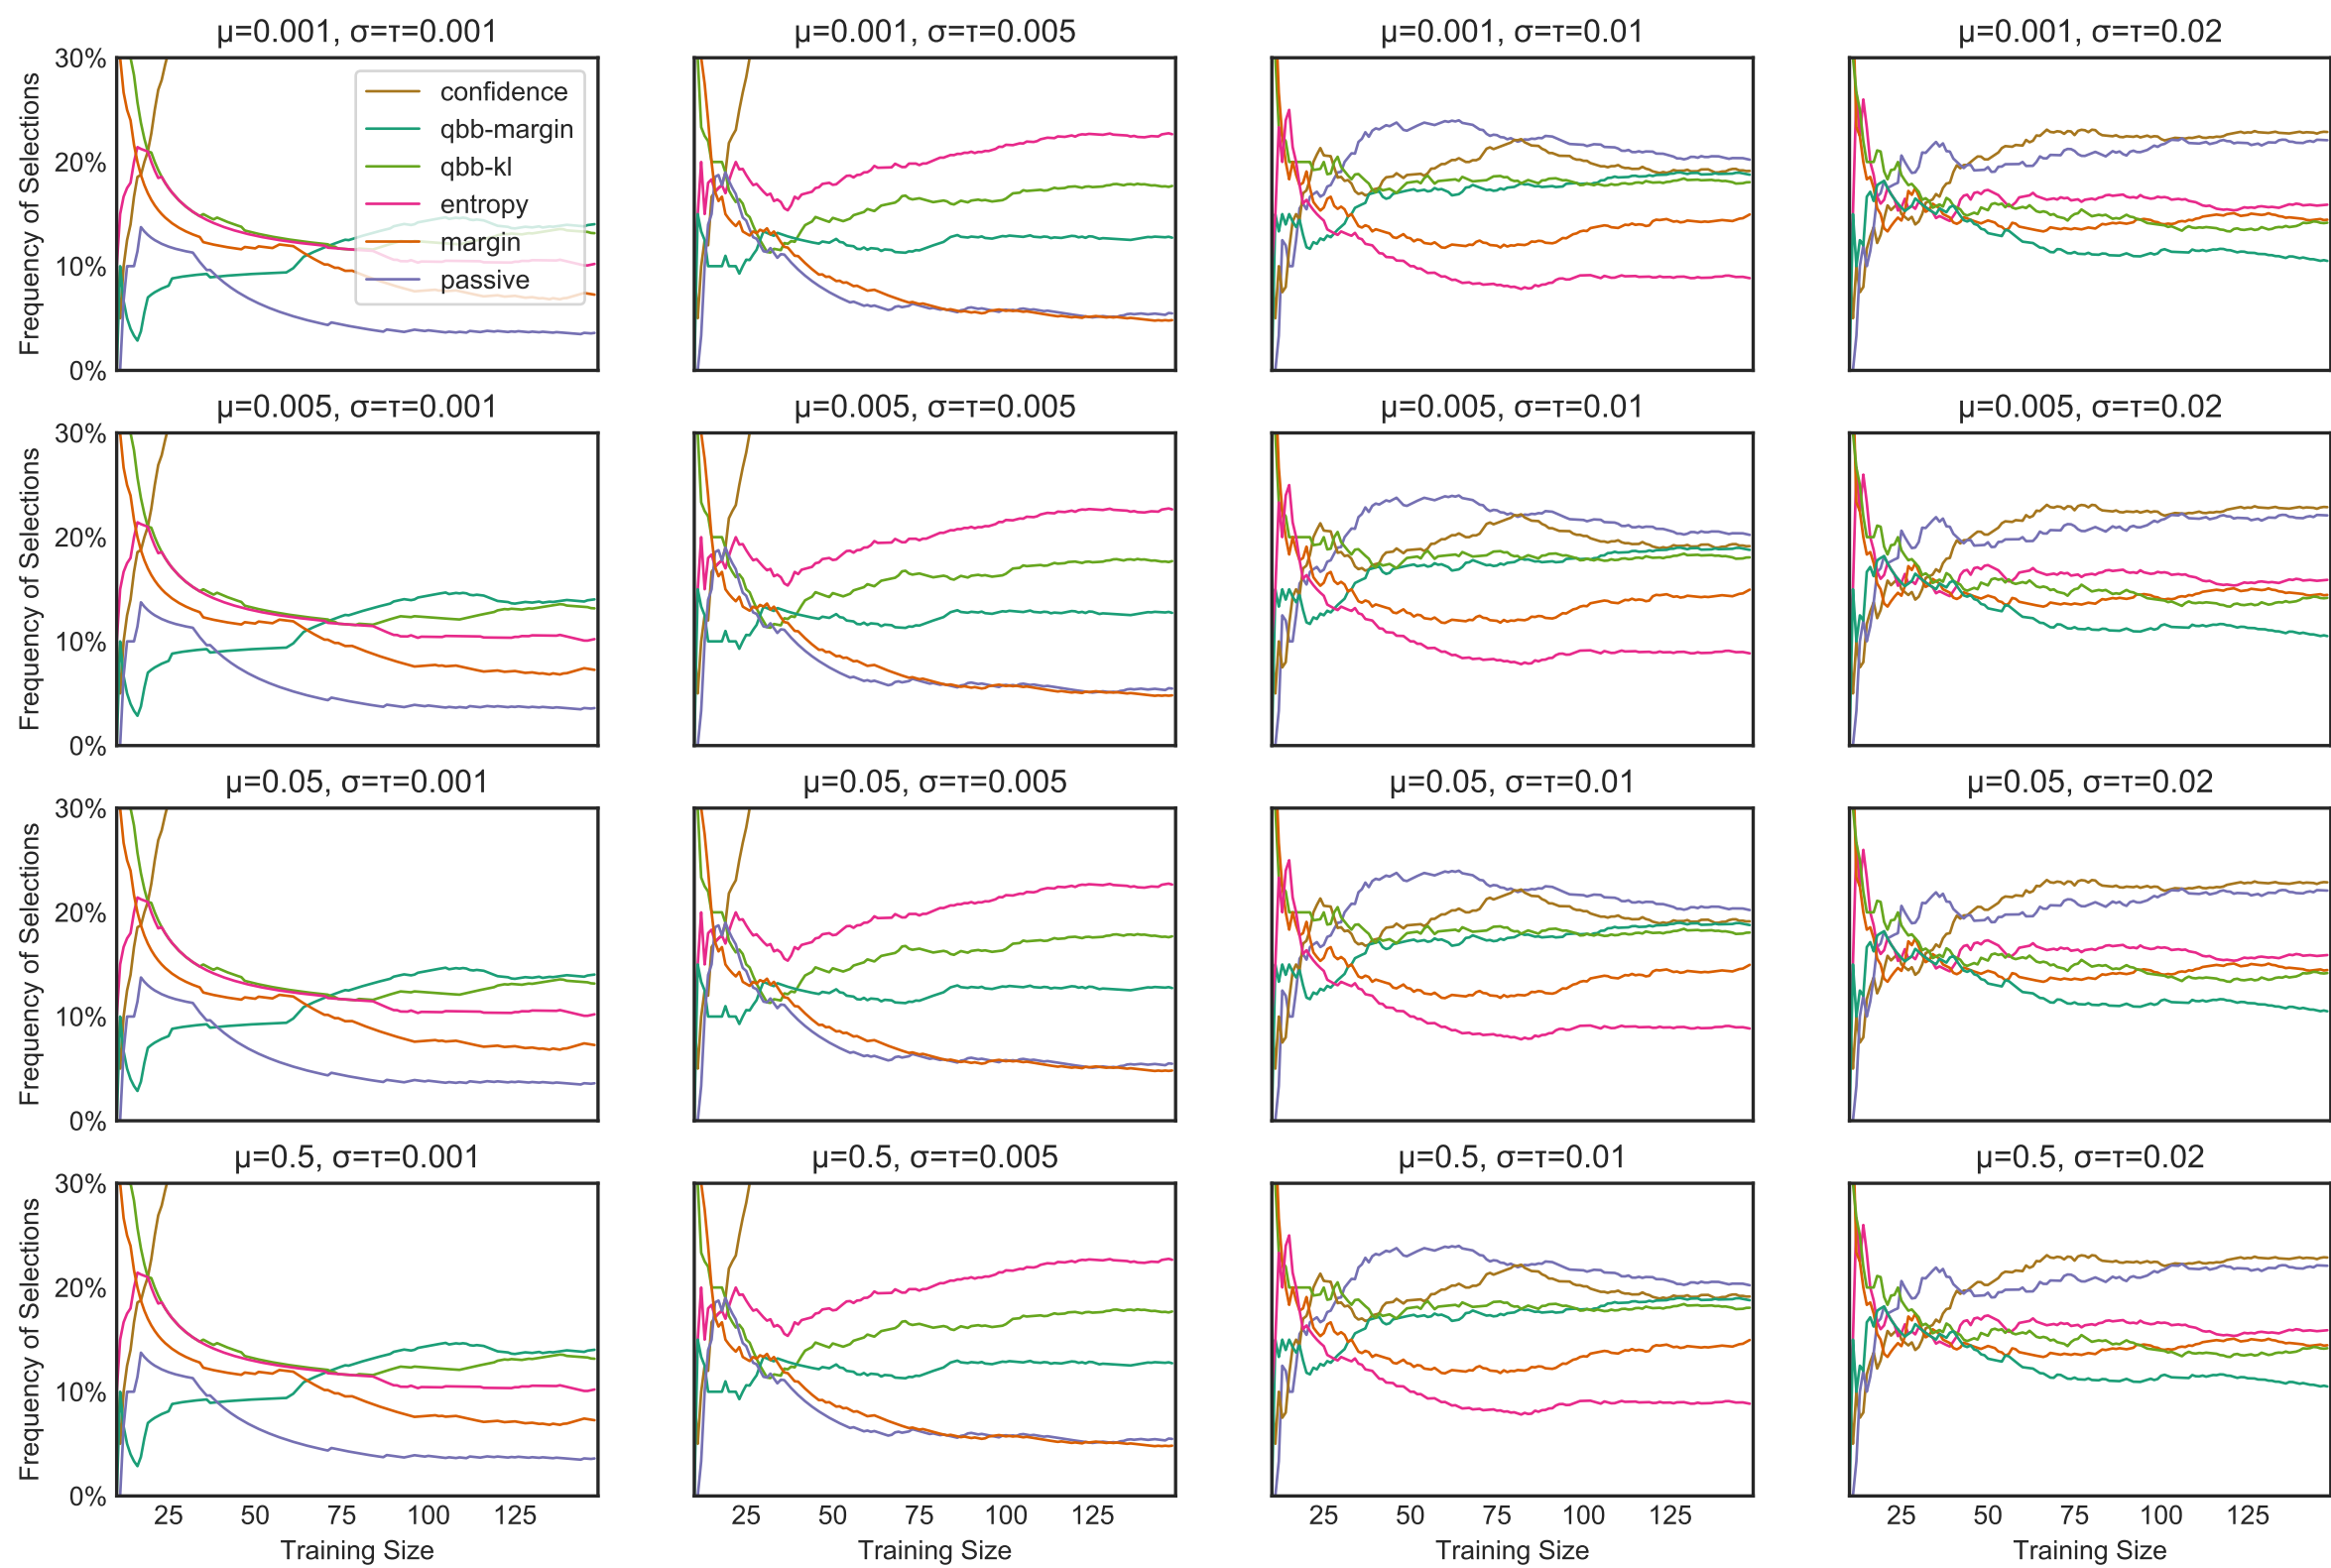 μ=0.001, σ=τ=0.001
μ=0.001, σ=τ=0.005
μ=0.001, σ=τ=0.01
μ=0.001, σ=τ=0.02
Frequency of Selections
30%
20%
10%
0%
confidence
qbb-margin
qbb-kl
entropy
margin
passive
μ=0.005, σ=τ=0.001
μ=0.005, σ=τ=0.005
μ=0.005, σ=τ=0.01
μ=0.005, σ=τ=0.02
Frequency of Selections
30%
20%
10%
0%
μ=0.05, σ=τ=0.001
μ=0.05, σ=τ=0.005
μ=0.05, σ=τ=0.01
μ=0.05, σ=τ=0.02
Frequency of Selections
30%
20%
10%
0%
μ=0.5, σ=τ=0.001
μ=0.5, σ=τ=0.005
μ=0.5, σ=τ=0.01
μ=0.5, σ=τ=0.02
Frequency of Selections
30%
20%
10%
0%
25 50 75 100 125
25 50 75 100 125
25 50 75 100 125
25 50 75 100 125
Training Size
Training Size
Training Size
Training Size